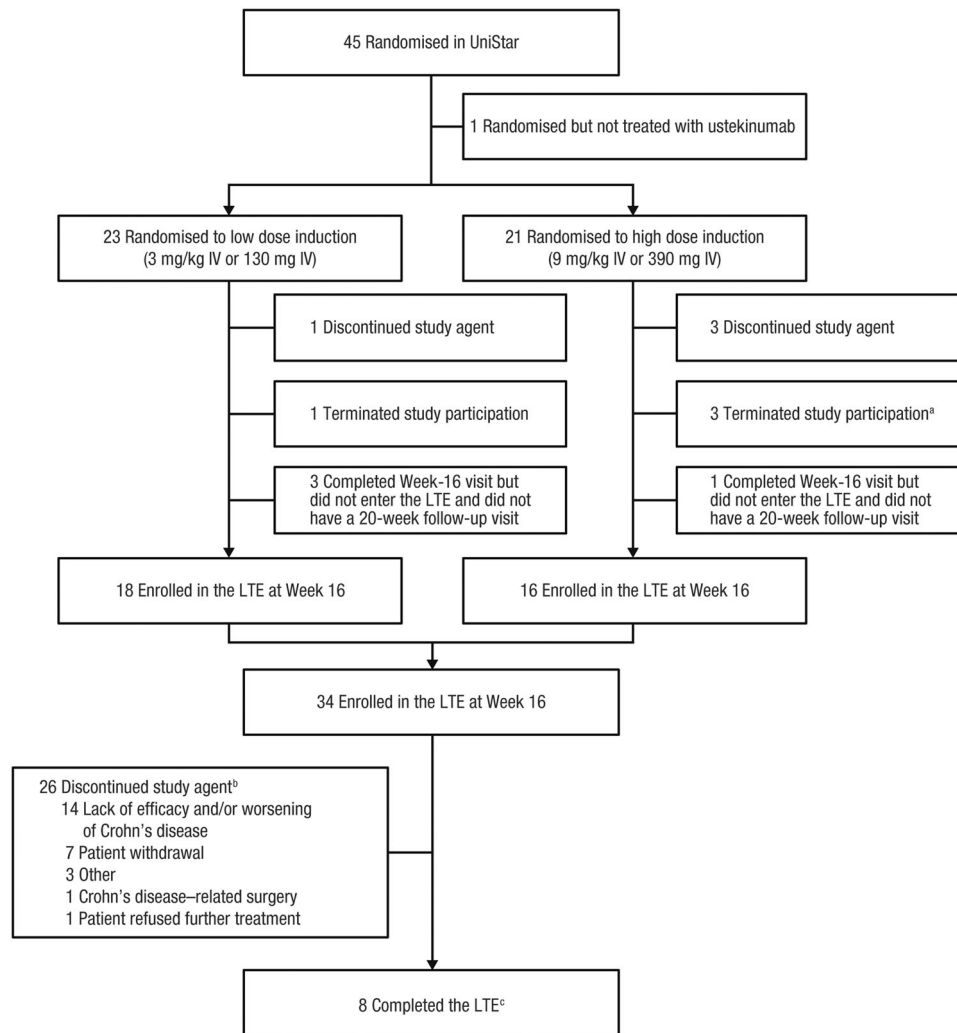 45 Randomised in UniStar
1 Randomised but not treated with ustekinumab
23 Randomised to low dose induction
(3 mg/kg IV or 130 mg IV)
21 Randomised to high dose induction
(9 mg/kg IV or 390 mg IV)
1 Discontinued study agent
3 Discontinued study agent
1 Terminated study participation
3 Terminated study participationᵃ
3 Completed Week-16 visit but
did not enter the LTE and did not
have a 20-week follow-up visit
1 Completed Week-16 visit but
did not enter the LTE and did not
have a 20-week follow-up visit
18 Enrolled in the LTE at Week 16
16 Enrolled in the LTE at Week 16
34 Enrolled in the LTE at Week 16
26 Discontinued study agentᵇ
14 Lack of efficacy and/or worsening
of Crohn’s disease
7 Patient withdrawal
3 Other
1 Crohn’s disease–related surgery
1 Patient refused further treatment
8 Completed the LTEᶜ